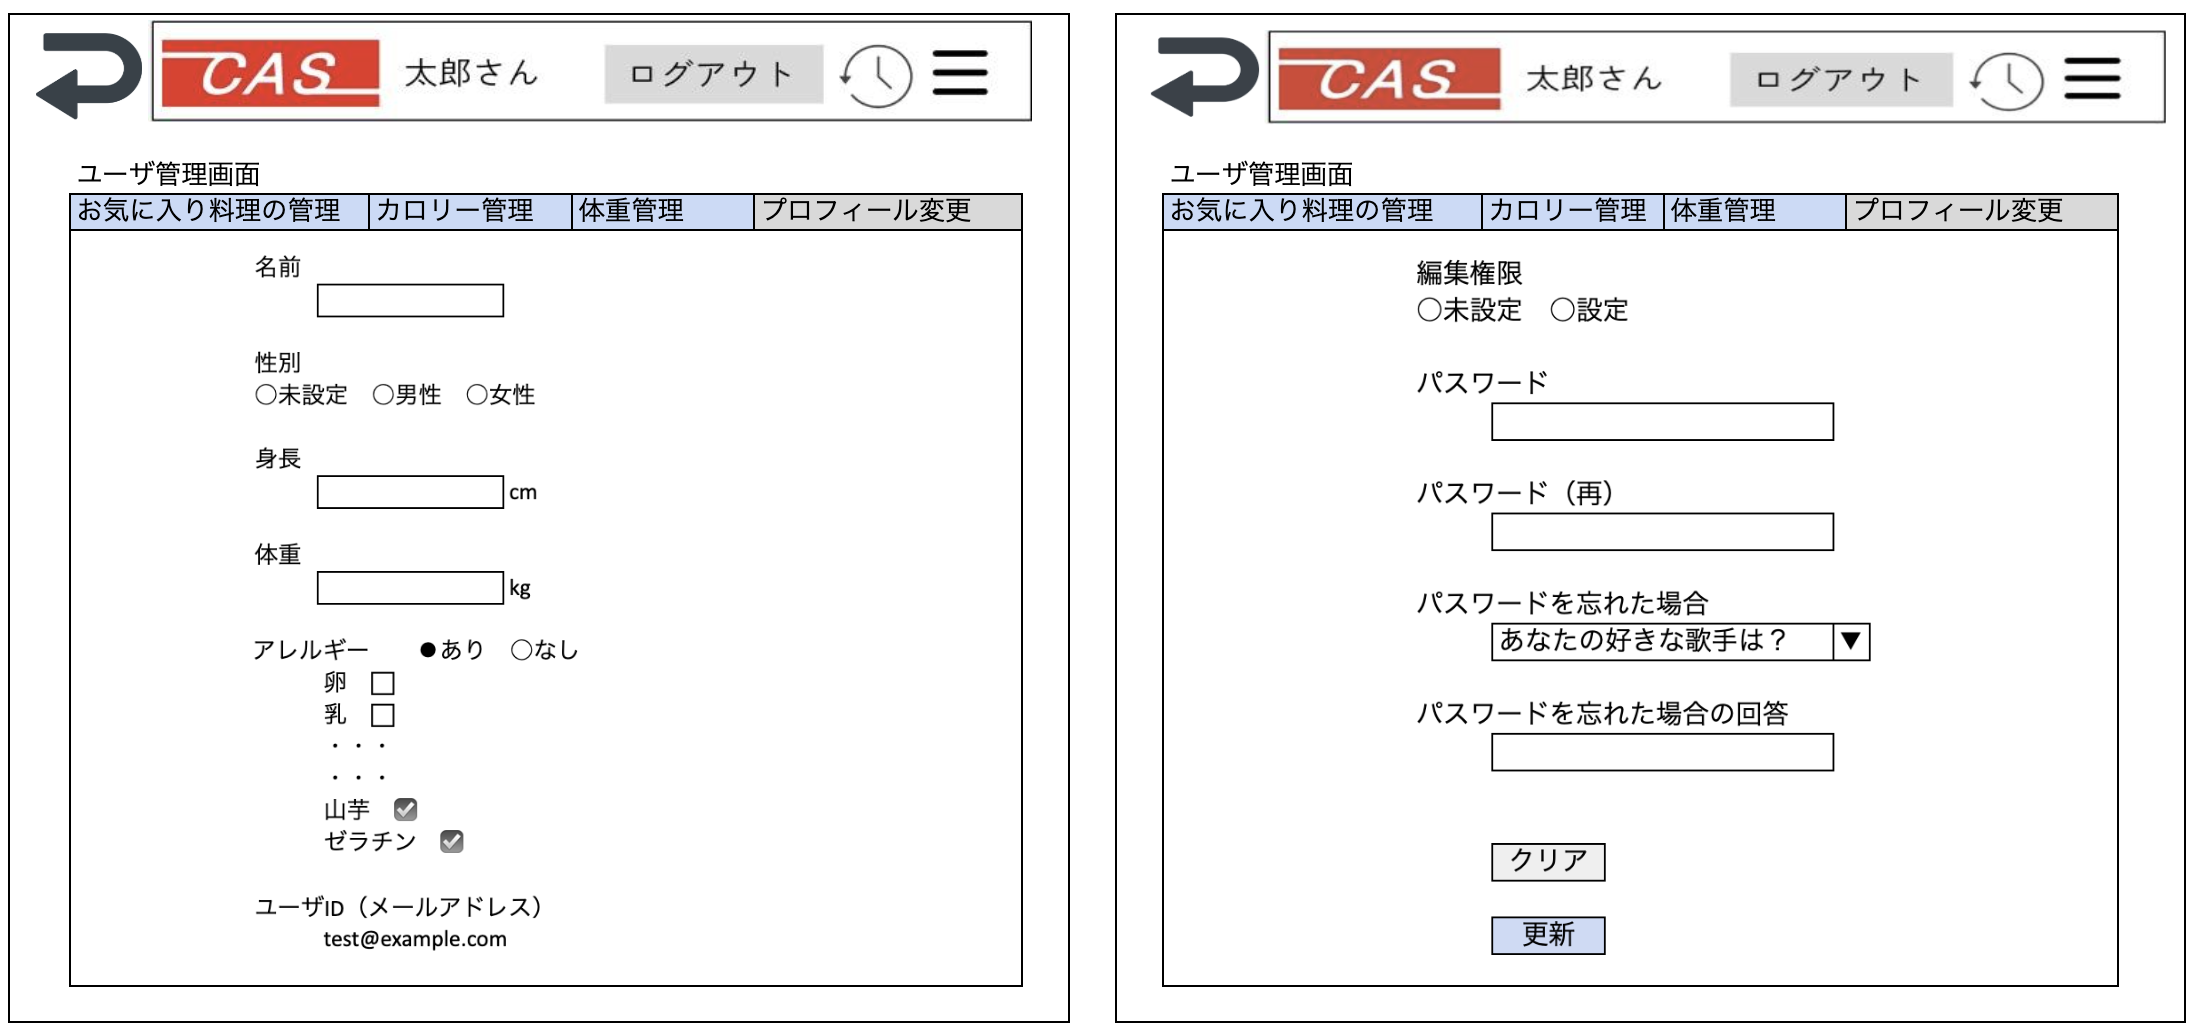 CAS 太郎さん ログアウト
ユーザ管理画面
お気に入り料理の管理 カロリー管理 体重管理 プロフィール変更
名前
性別
○未設定 ○男性 ○女性
身長
cm
体重
kg
アレルギー ●あり ○なし
卵
乳
・・・
・・・
山芋
ゼラチン
ユーザID（メールアドレス）
test@example.com
CAS 太郎さん ログアウト
ユーザ管理画面
お気に入り料理の管理 カロリー管理 体重管理 プロフィール変更
編集権限
○未設定 ○設定
パスワード
パスワード（再）
パスワードを忘れた場合
あなたの好きな歌手は？ ▼
パスワードを忘れた場合の回答
クリア
更新